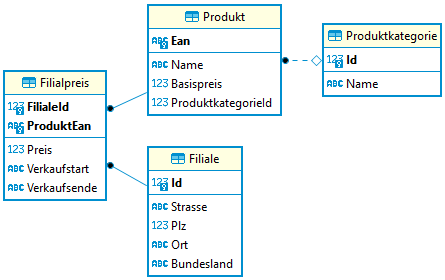 Produkt
ABC Ean
ABC Name
123 Basispreis
123 ProduktkategorieId
Produktkategorie
123 Id
ABC Name
Filialpreis
123 FilialeId
ABC ProduktEan
123 Preis
ABC Verkaufstart
ABC Verkaufsende
Filiale
123 Id
ABC Strasse
123 Plz
ABC Ort
ABC Bundesland